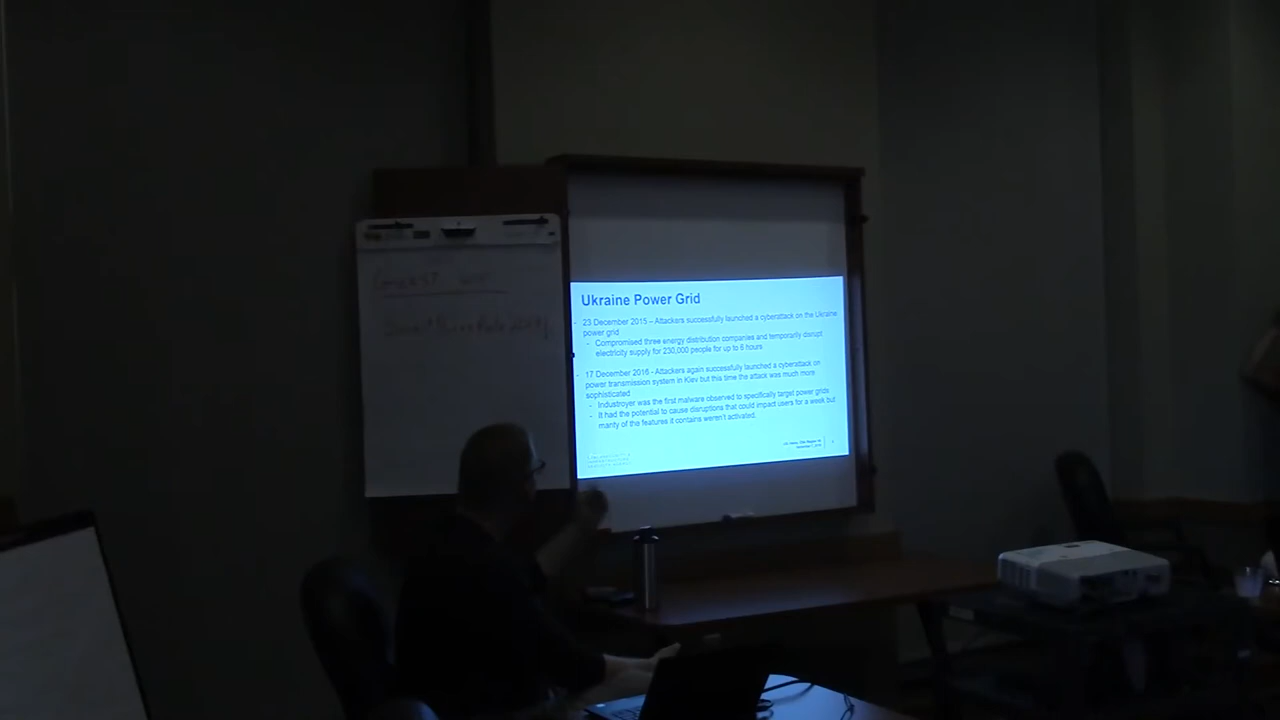 Ukraine Power Grid
- 23 December 2015 – Attackers successfully launched a cyberattack on the Ukraine
power grid
- Compromised three energy distribution companies and temporarily disrupt
electricity supply for 230,000 people for up to 6 hours
- 17 December 2016 - Attackers again successfully launched a cyberattack on
power transmission system in Kiev but this time the attack was much more
sophisticated
- Industroyer was the first malware observed to specifically target power grids
- It had the potential to cause disruptions that could impact users for a week but
manty of the features it contains weren't activated.